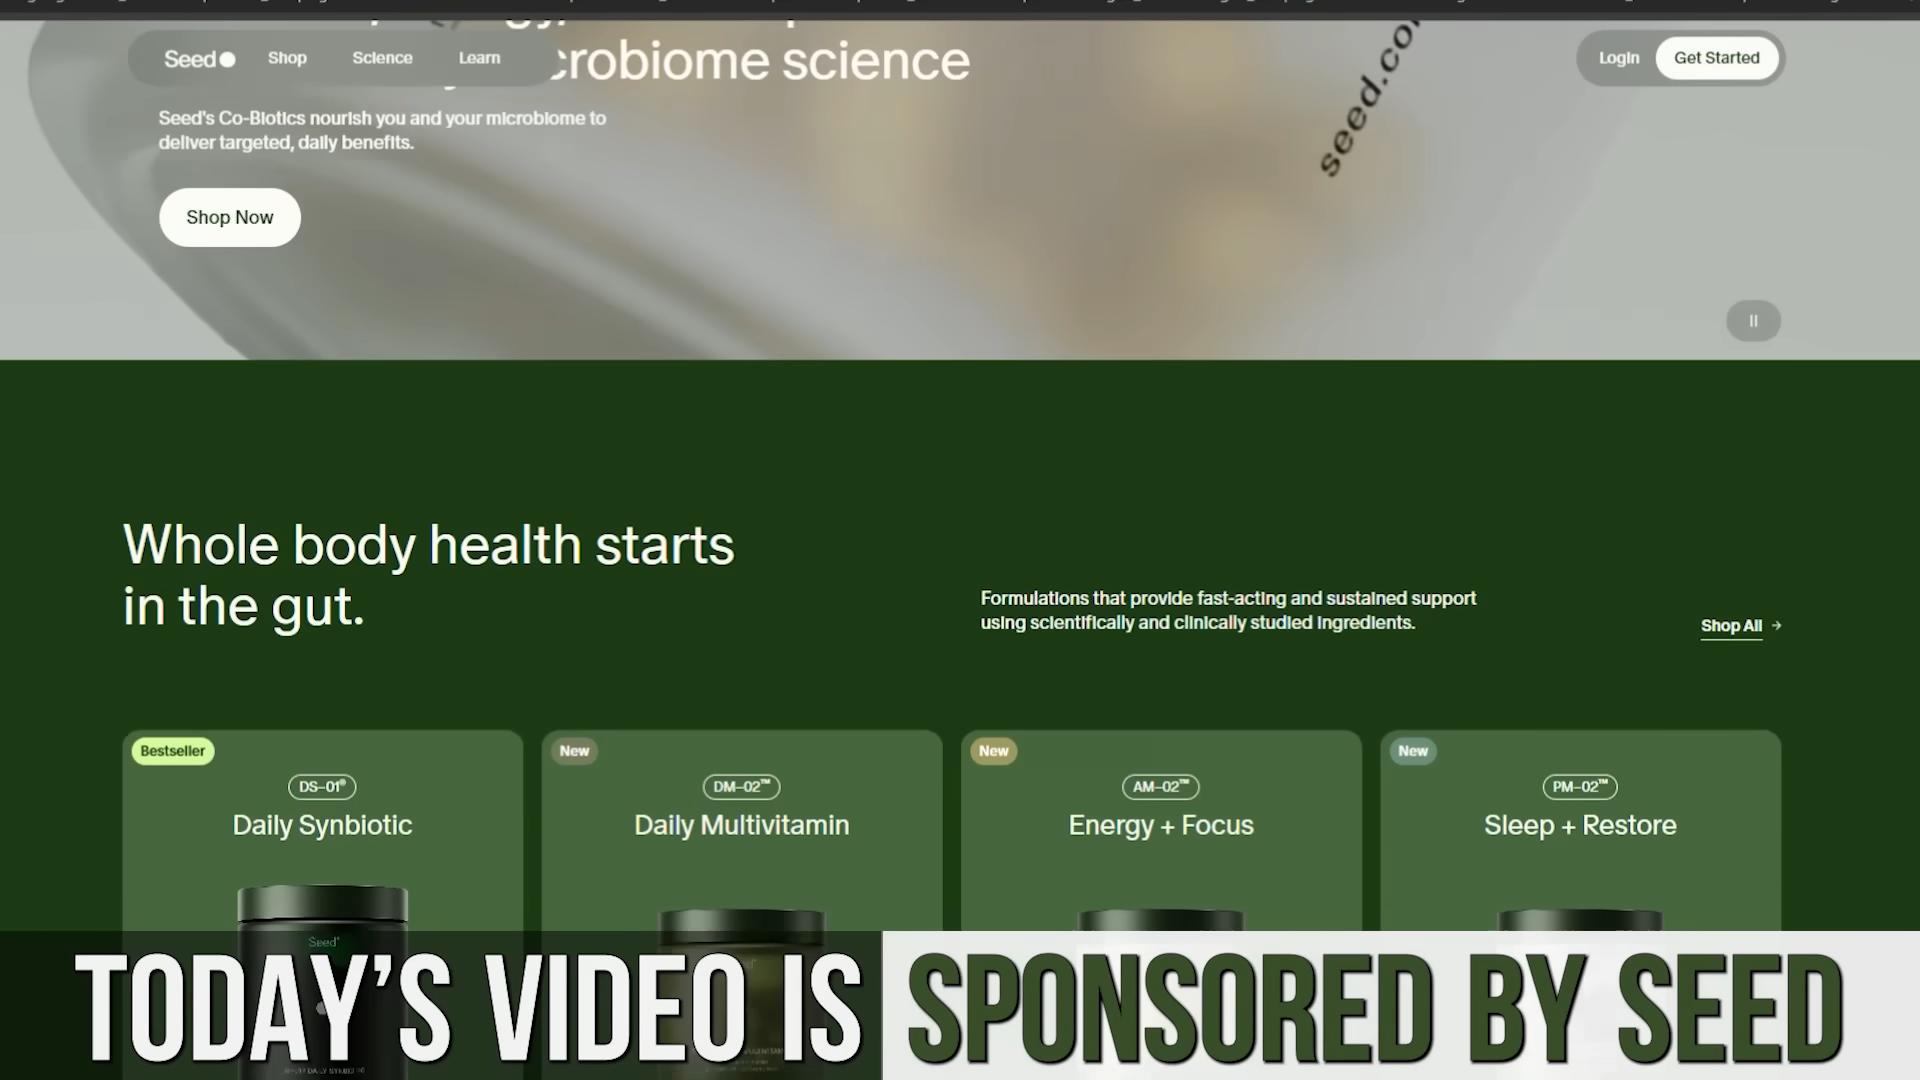 Seed
Shop
Science
Learn
crobiome science
Login
Get Started
seed.co
Seed's Co-Biotics nourish you and your microbiome to
deliver targeted, daily benefits.
Shop Now
Whole body health starts
in the gut.
Formulations that provide fast-acting and sustained support
using scientifically and clinically studied ingredients.
Shop All →
Bestseller
DS–01®
Daily Synbiotic
New
DM–02™
Daily Multivitamin
New
AM–02™
Energy + Focus
New
PM–02™
Sleep + Restore
Seed
TODAY'S VIDEO IS SPONSORED BY SEED